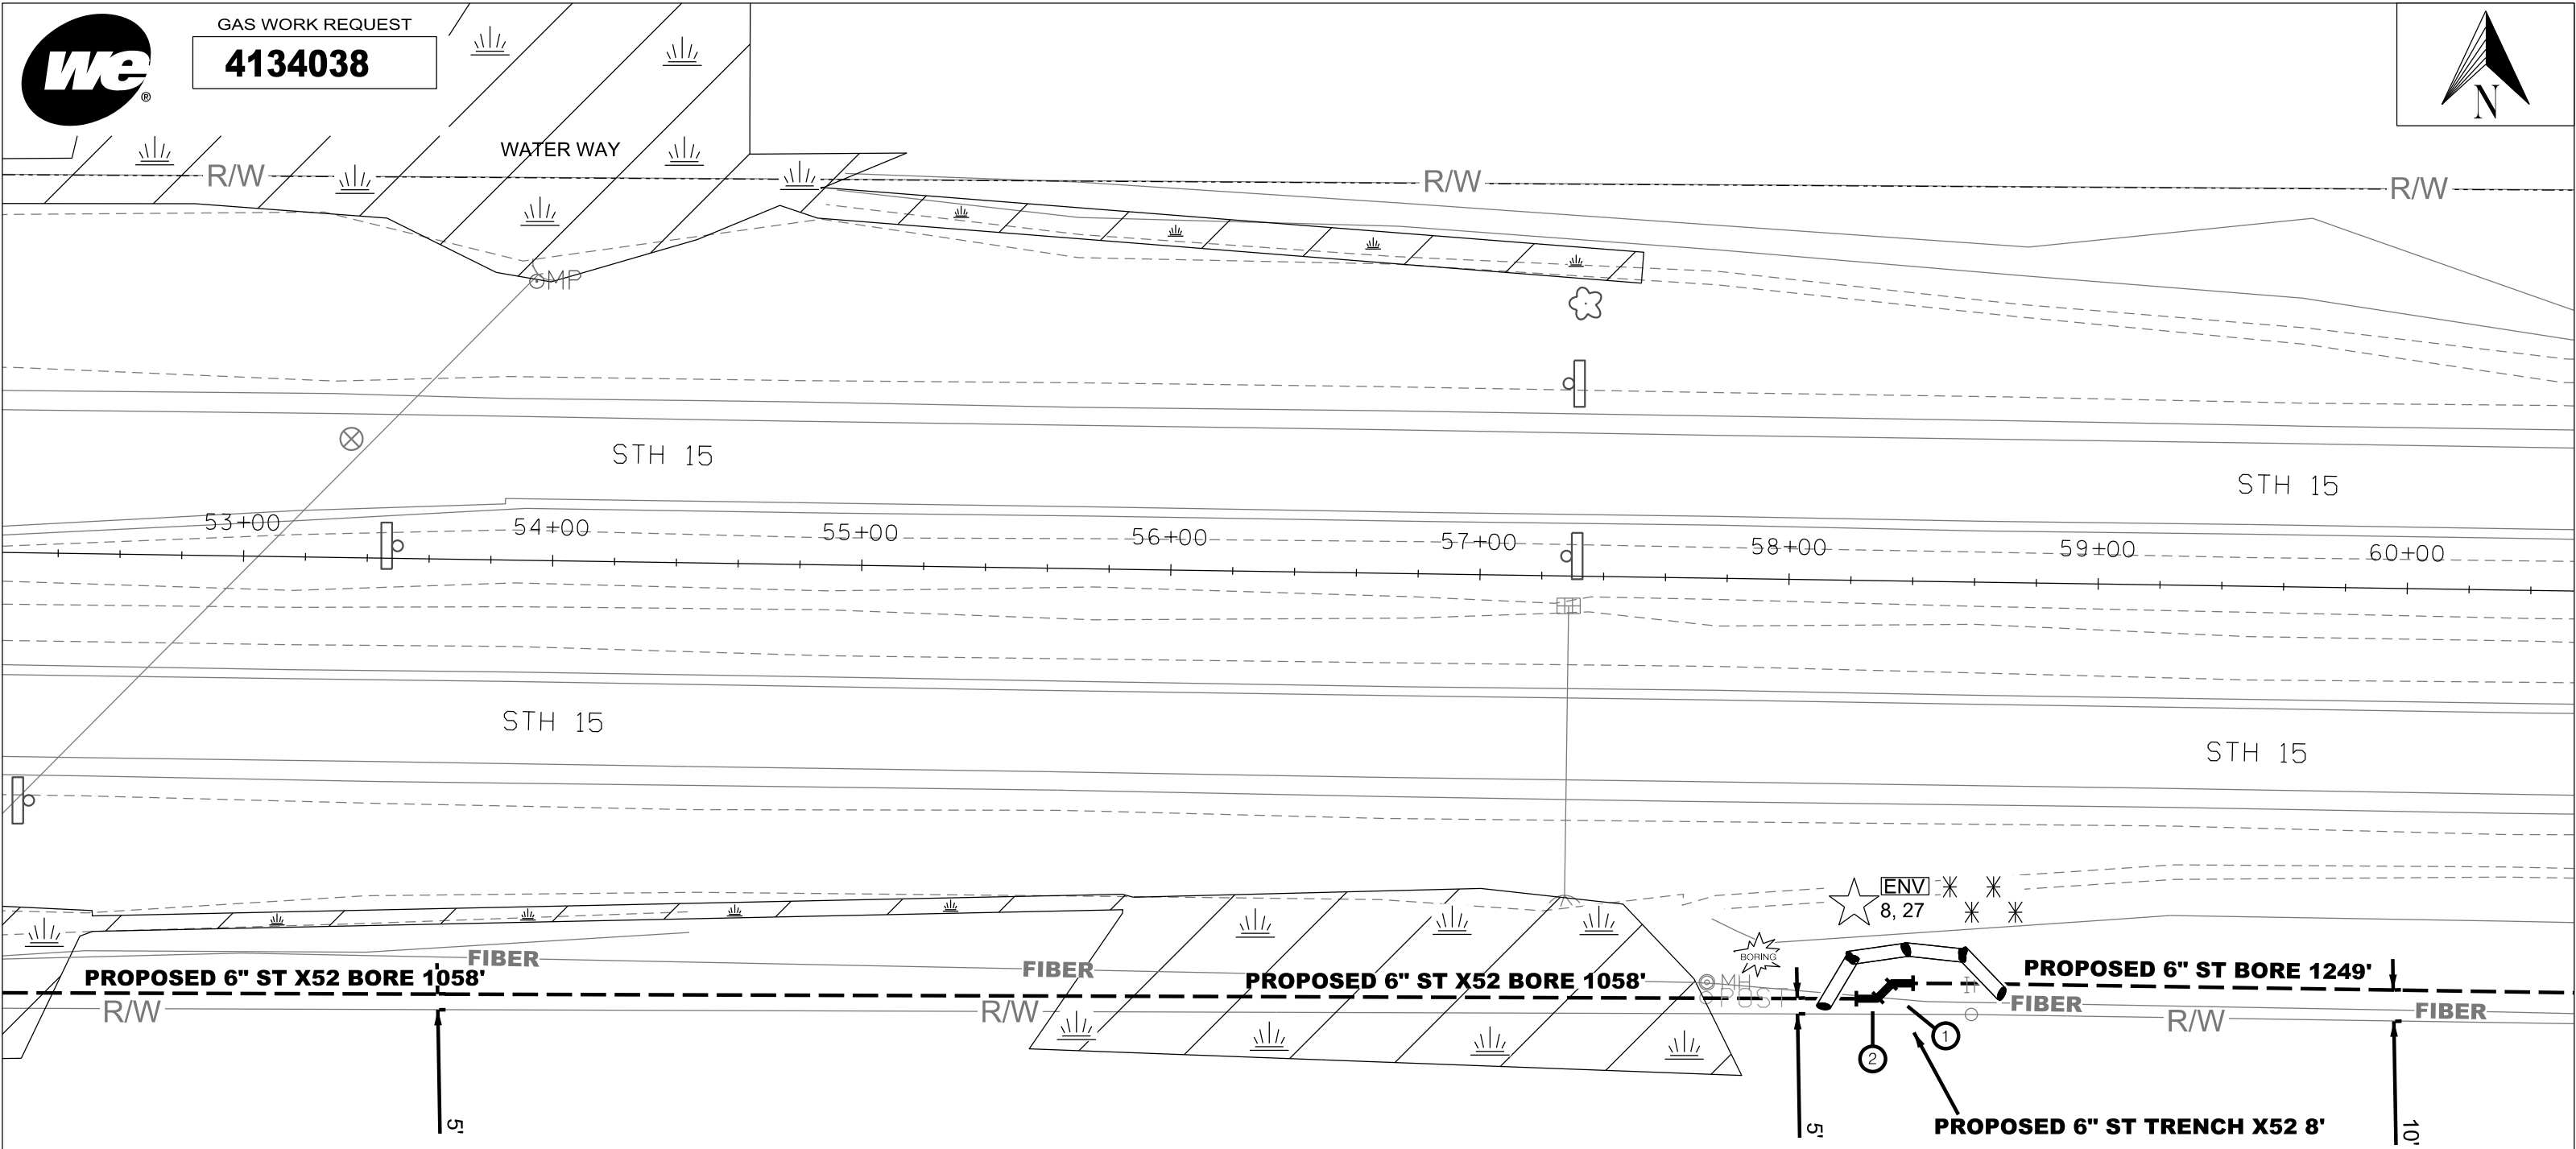 we®
GAS WORK REQUEST
4134038
N
WATER WAY
R/W
R/W
R/W
MP
STH 15
STH 15
53+00
54+00
55+00
56+00
57+00
58+00
59+00
60+00
STH 15
STH 15
ENV
8, 27
BORING
FIBER
FIBER
PROPOSED 6" ST X52 BORE 1058'
PROPOSED 6" ST X52 BORE 1058'
MH
POST
PROPOSED 6" ST BORE 1249'
FIBER
FIBER
R/W
R/W
R/W
1
2
5'
5'
10'
PROPOSED 6" ST TRENCH X52 8'